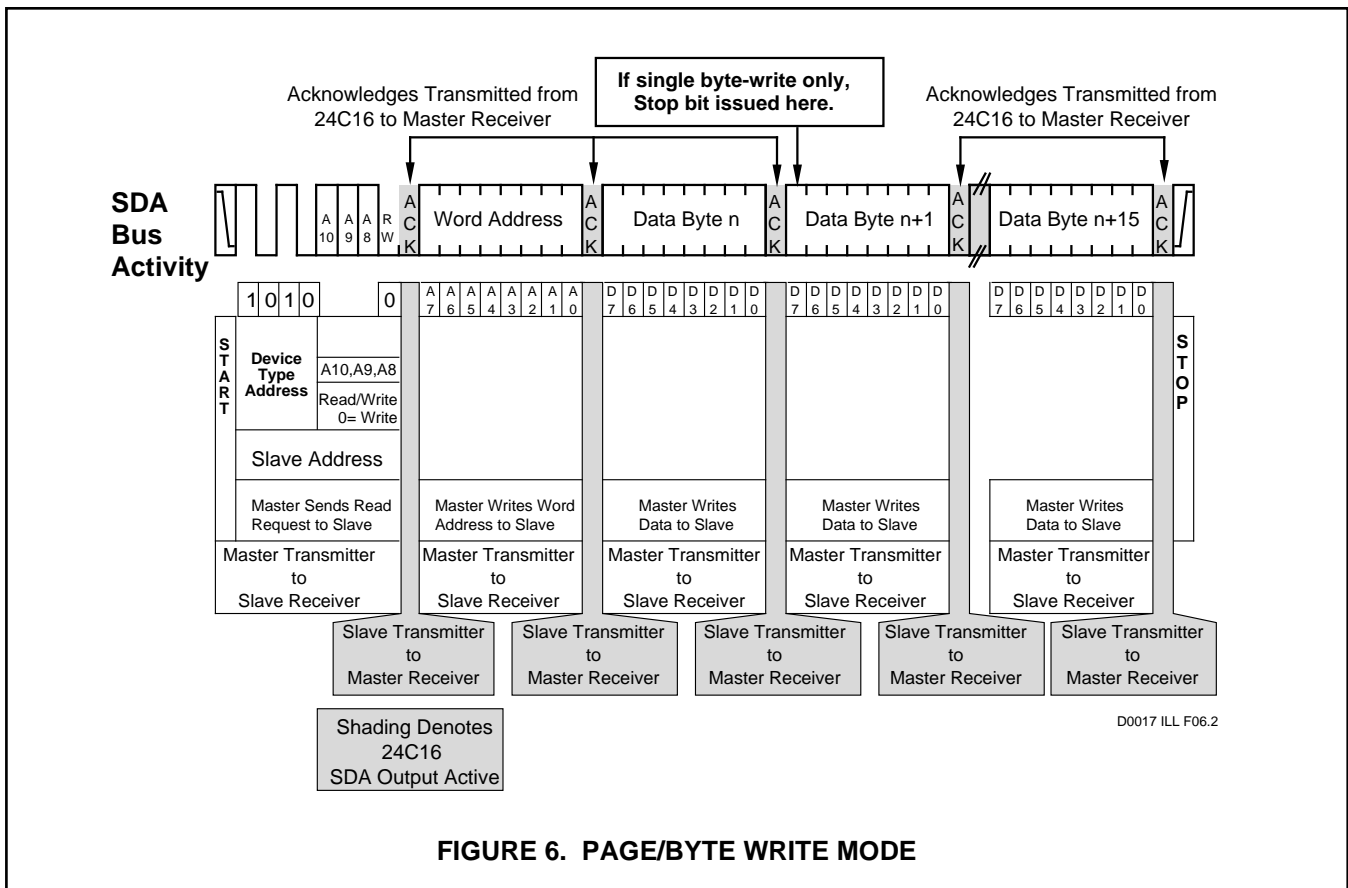 If single byte-write only,
Stop bit issued here.
Acknowledges Transmitted from
24C16 to Master Receiver
Acknowledges Transmitted from
24C16 to Master Receiver
SDA
Bus
Activity
A10 A9 A8 RW ACK Word Address ACK Data Byte n ACK Data Byte n+1 ACK Data Byte n+15 ACK
1 0 1 0 0 A7 A6 A5 A4 A3 A2 A1 A0 D7 D6 D5 D4 D3 D2 D1 D0 D7 D6 D5 D4 D3 D2 D1 D0 D7 D6 D5 D4 D3 D2 D1 D0
START
Device
Type
Address
A10,A9,A8
Read/Write
0= Write
STOP
Slave Address
Master Sends Read
Request to Slave
Master Writes Word
Address to Slave
Master Writes
Data to Slave
Master Writes
Data to Slave
Master Writes
Data to Slave
Master Transmitter
to
Slave Receiver
Master Transmitter
to
Slave Receiver
Master Transmitter
to
Slave Receiver
Master Transmitter
to
Slave Receiver
Master Transmitter
to
Slave Receiver
Slave Transmitter
to
Master Receiver
Slave Transmitter
to
Master Receiver
Slave Transmitter
to
Master Receiver
Slave Transmitter
to
Master Receiver
Slave Transmitter
to
Master Receiver
Shading Denotes
24C16
SDA Output Active
D0017 ILL F06.2
FIGURE 6. PAGE/BYTE WRITE MODE